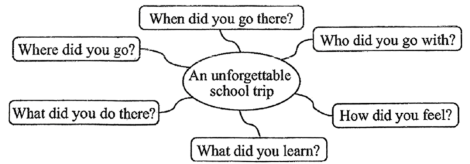 When did you go there?
Where did you go?
Who did you go with?
An unforgettable
school trip
What did you do there?
How did you feel?
What did you learn?